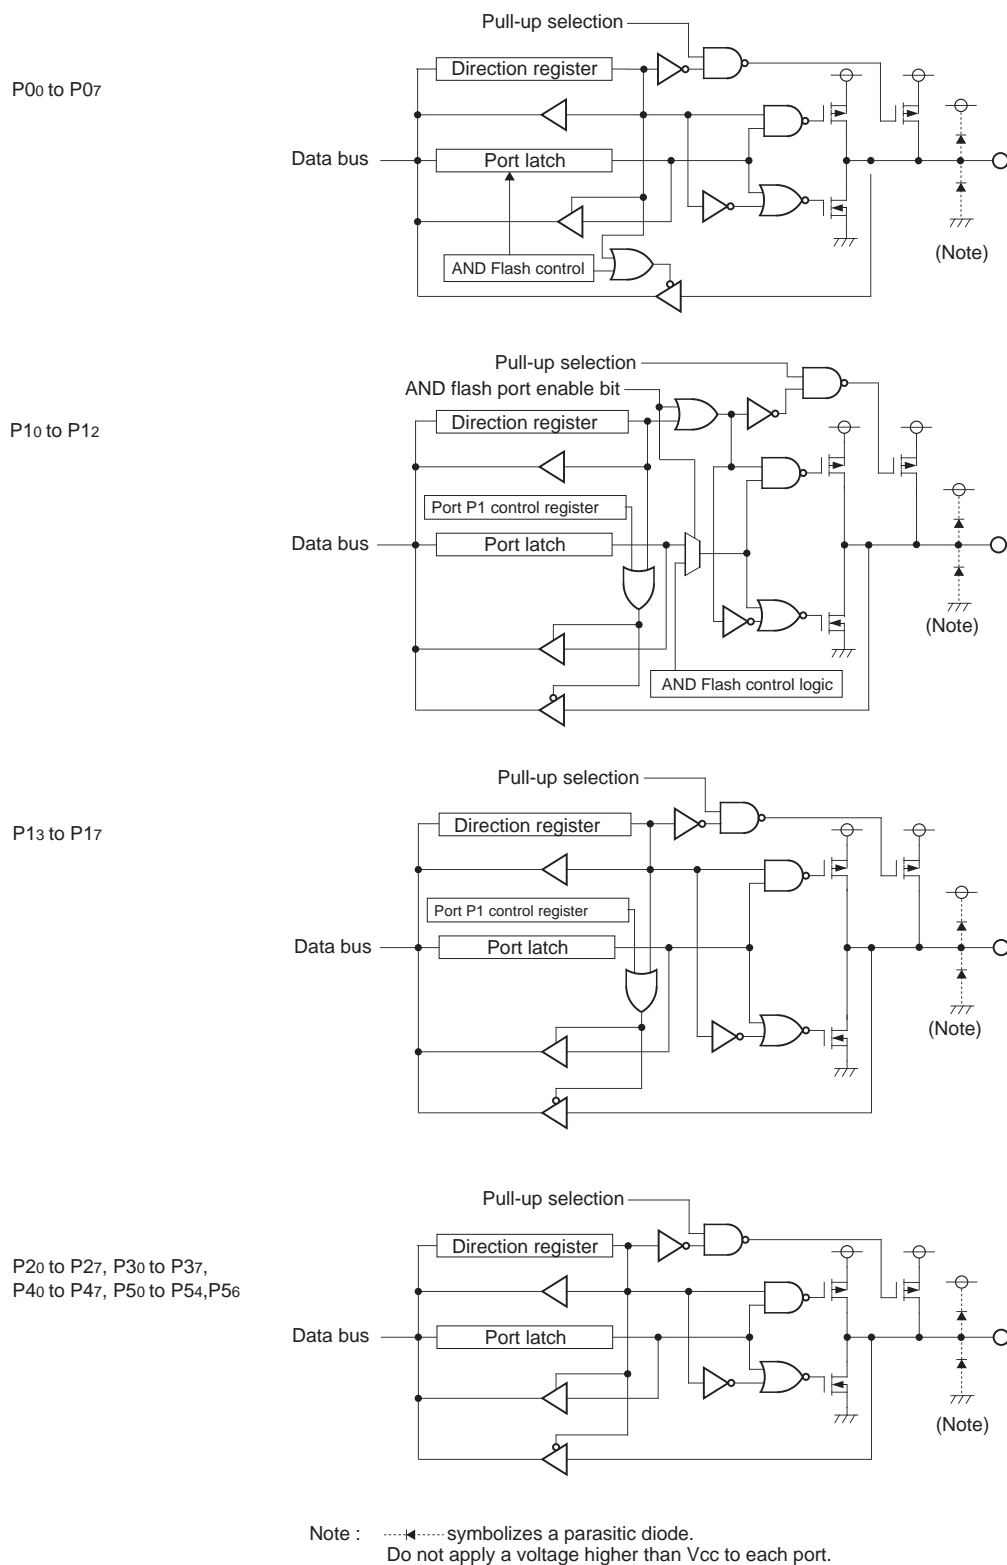 Pull-up selection
Direction register
P00 to P07
Data bus
Port latch
AND Flash control
(Note)
Pull-up selection
AND flash port enable bit
P10 to P12
Direction register
Port P1 control register
Data bus
Port latch
(Note)
AND Flash control logic
Pull-up selection
P13 to P17
Direction register
Port P1 control register
Data bus
Port latch
(Note)
Pull-up selection
Direction register
P20 to P27, P30 to P37,
P40 to P47, P50 to P54,P56
Data bus
Port latch
(Note)
Note : symbolizes a parasitic diode.
Do not apply a voltage higher than Vcc to each port.